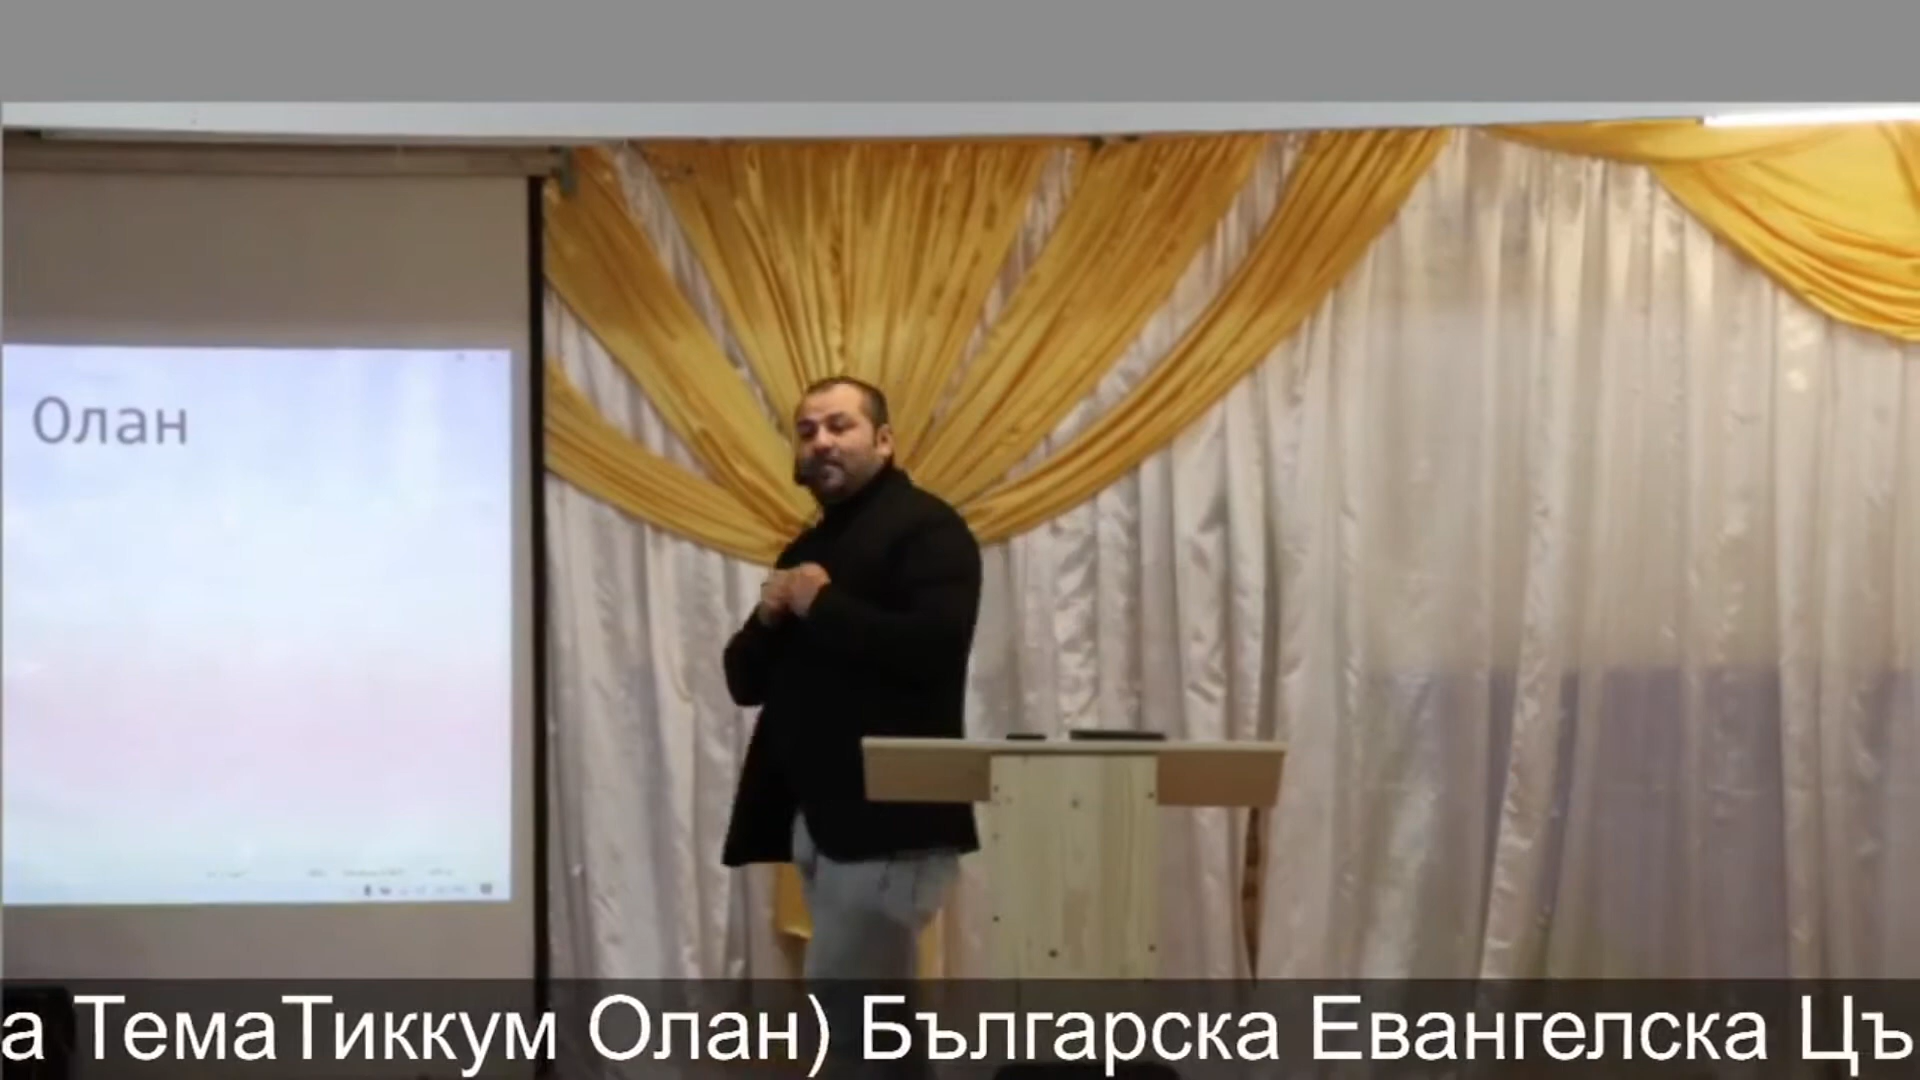 Олан
а ТемаТиккум Олан) Българска Евангелска Цъ